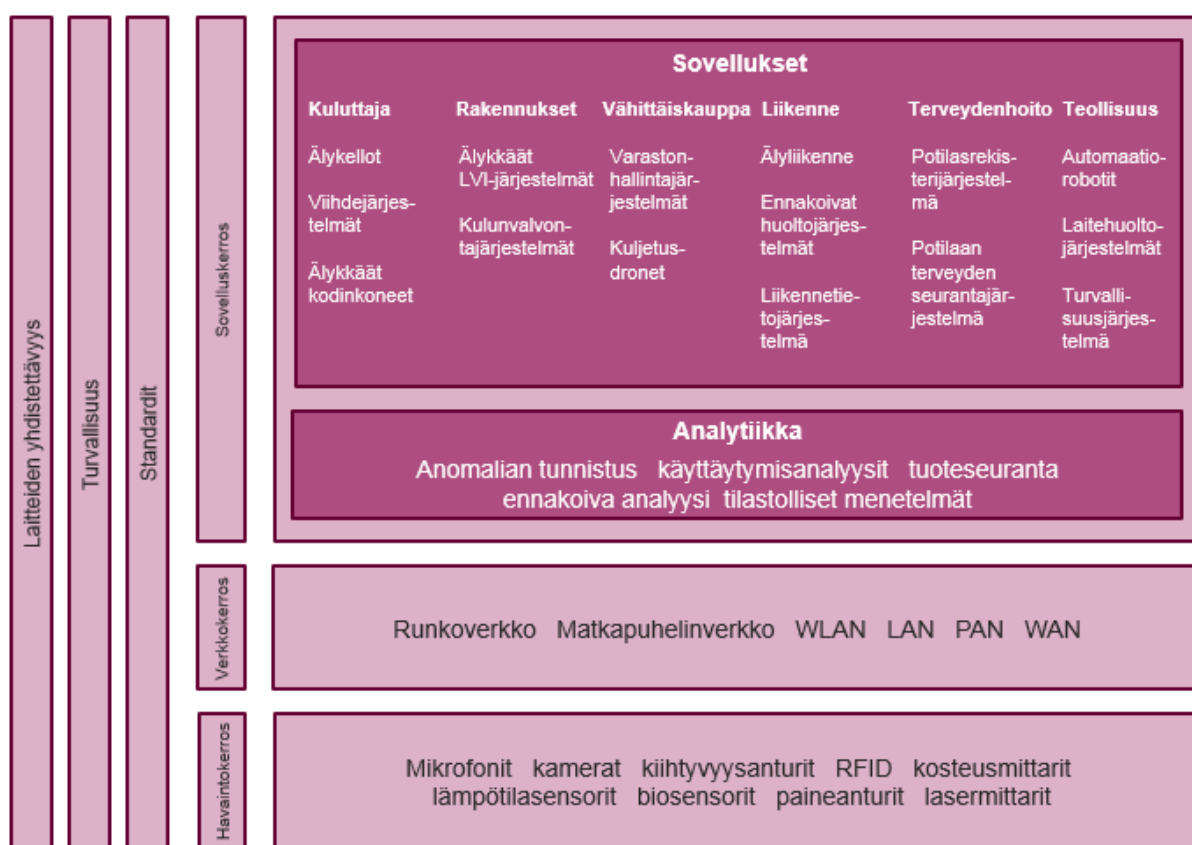 Laitteiden yhdistettävyys
Turvallisuus
Standardit
Sovelluskerros
Sovellukset
Kuluttaja
Älykellot
Viihdejärjes-
telmät
Älykkäät
kodinkoneet
Rakennukset
Älykkäät
LVI-järjestelmät
Kulunvalvon-
tajärjestelmät
Vähittäiskauppa
Varaston-
hallintajär-
jestelmät
Kuljetus-
dronet
Liikenne
Älyliikenne
Ennakoivat
huoltojärjes-
telmät
Liikennetie-
tojärjes-
telmä
Terveydenhoito
Potilasrekis-
terijärjestel-
mä
Potilaan
terveyden
seurantajär-
jestelmä
Teollisuus
Automaatio-
robotit
Laitehuolto-
järjestelmät
Turvalli-
suusjärjes-
telmä
Analytiikka
Anomalian tunnistus käyttäytymisanalyysit tuoteseuranta
ennakoiva analyysi tilastolliset menetelmät
Verkkokerros
Runkoverkko Matkapuhelinverkko WLAN LAN PAN WAN
Havaintokerros
Mikrofonit kamerat kiihtyvyysanturit RFID kosteusmittarit
lämpötilasensorit biosensorit paineanturit lasermittarit